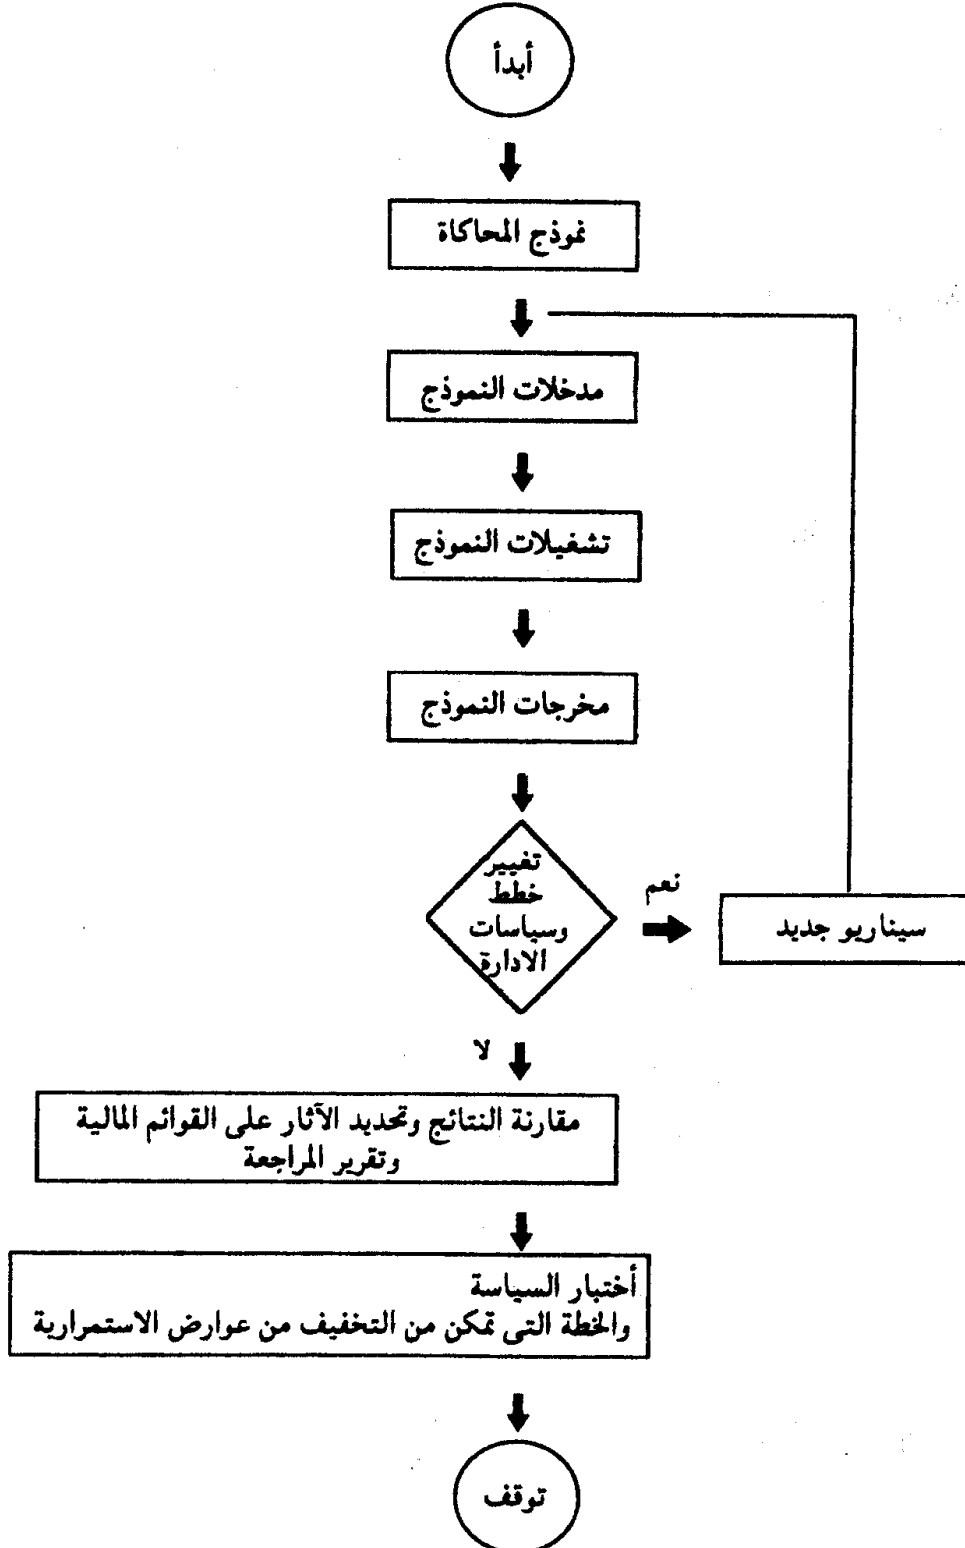 أبدأ
نموذج المحاكاة
مدخلات النموذج
تشغيلات النموذج
مخرجات النموذج
تغيير
خطط
وسياسات
الادارة
نعم
سيناريو جديد
لا
مقارنة النتائج وتحديد الآثار على القوائم المالية
وتقرير المراجعة
أختبار السياسة
والخطة التى تمكن من التخفيف من عوارض الاستمرارية
توقف